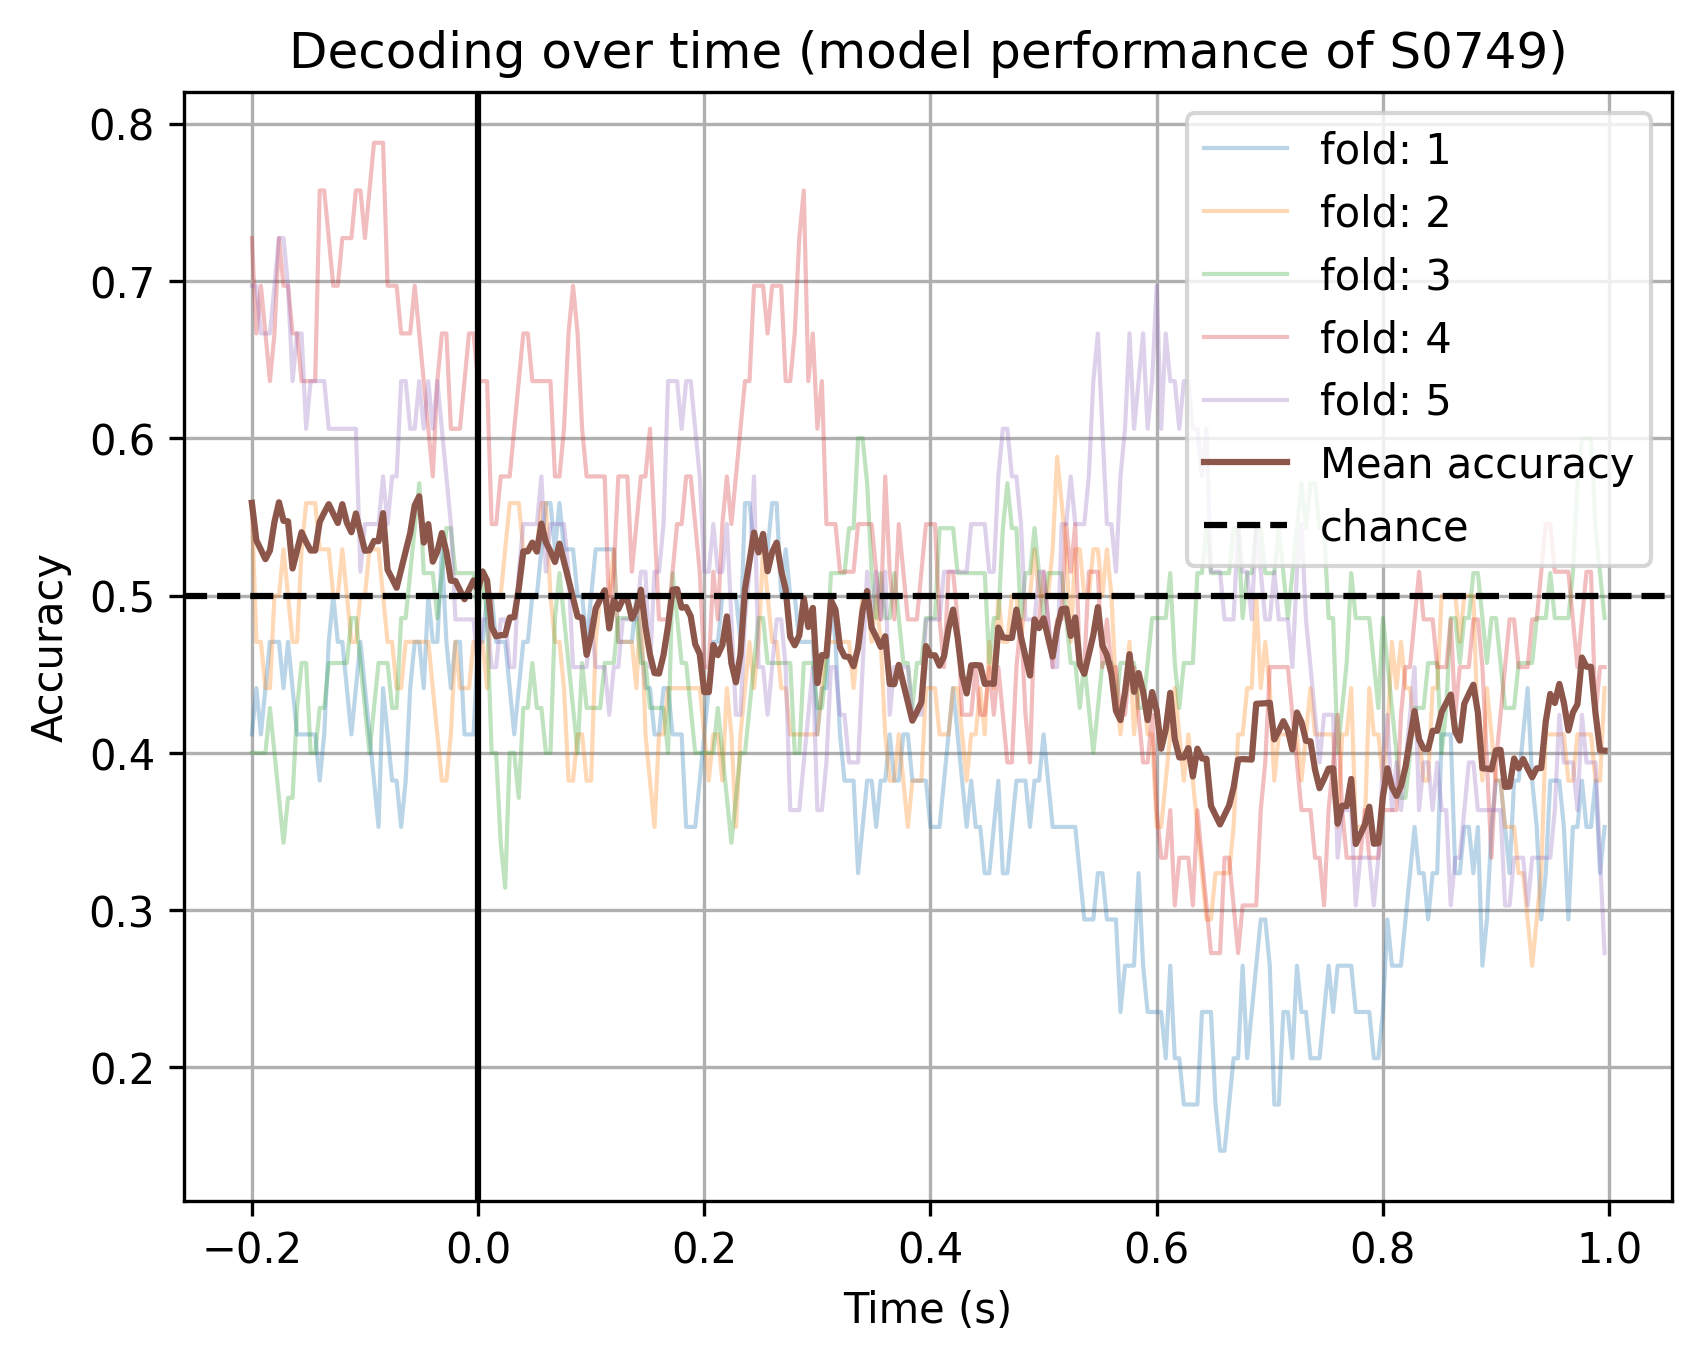 Decoding over time (model performance of S0749)
Accuracy
0.8
0.7
0.6
0.5
0.4
0.3
0.2
fold: 1
fold: 2
fold: 3
fold: 4
fold: 5
Mean accuracy
chance
−0.2
0.0
0.2
0.4
0.6
0.8
1.0
Time (s)